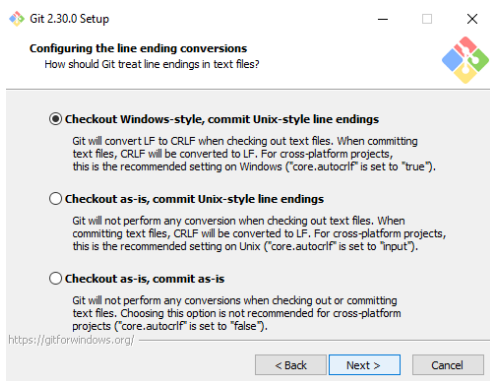 Git 2.30.0 Setup
Configuring the line ending conversions
How should Git treat line endings in text files?
Checkout Windows-style, commit Unix-style line endings
Git will convert LF to CRLF when checking out text files. When committing
text files, CRLF will be converted to LF. For cross-platform projects,
this is the recommended setting on Windows ("core.autocrlf" is set to "true").
Checkout as-is, commit Unix-style line endings
Git will not perform any conversion when checking out text files. When
committing text files, CRLF will be converted to LF. For cross-platform projects,
this is the recommended setting on Unix ("core.autocrlf" is set to "input").
Checkout as-is, commit as-is
Git will not perform any conversions when checking out or committing
text files. Choosing this option is not recommended for cross-platform
projects ("core.autocrlf" is set to "false").
https://gitforwindows.org/
< Back Next > Cancel